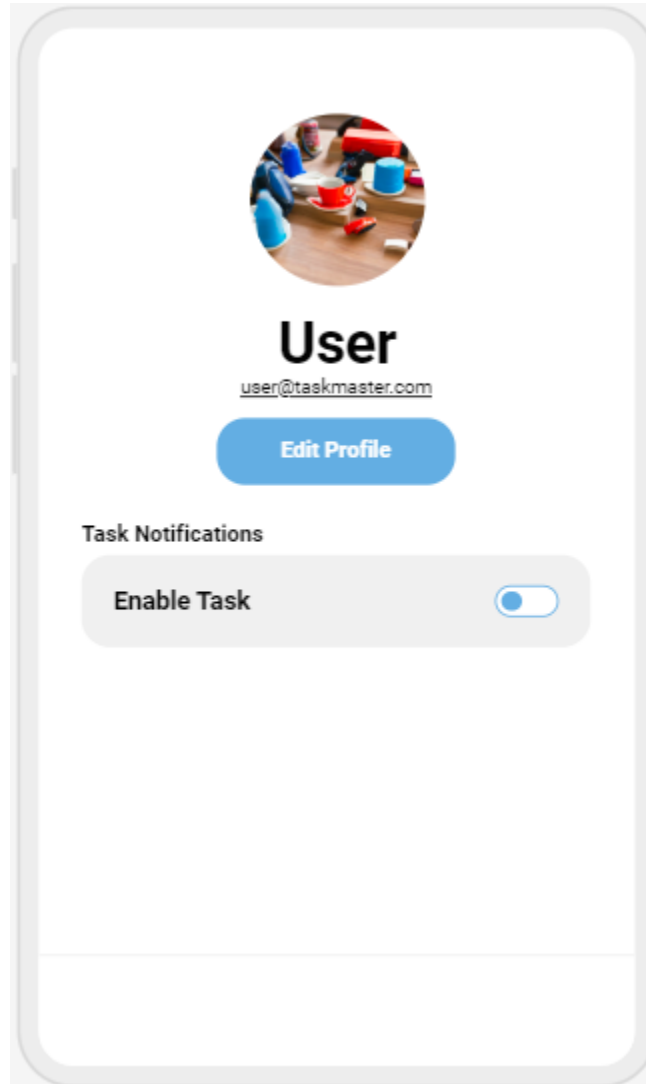 User
user@taskmaster.com
Edit Profile
Task Notifications
Enable Task